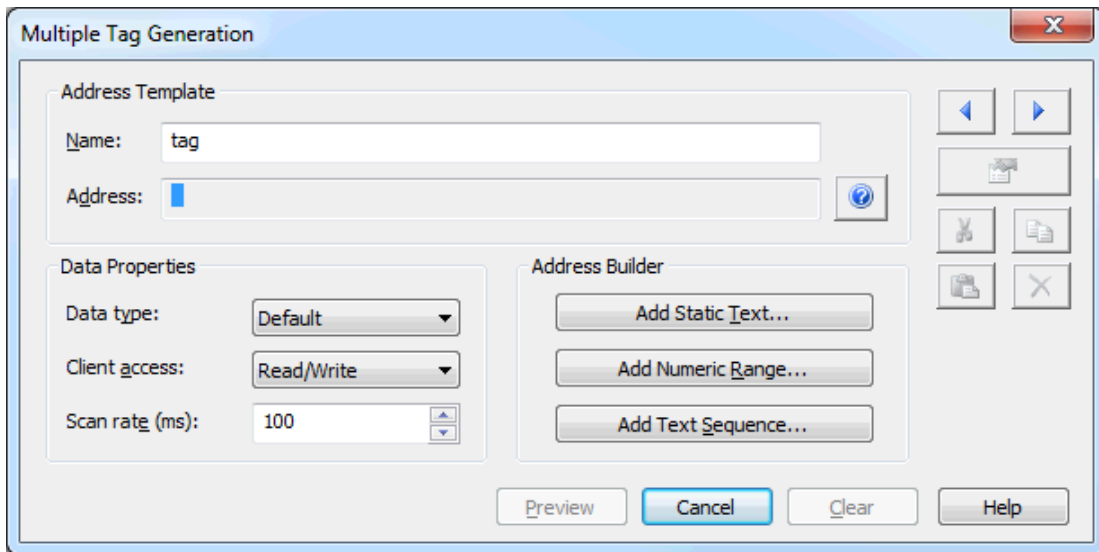 Multiple Tag Generation
Address Template
Name: tag
Address:
Data Properties
Data type: Default
Client access: Read/Write
Scan rate (ms): 100
Address Builder
Add Static Text...
Add Numeric Range...
Add Text Sequence...
Preview Cancel Clear Help